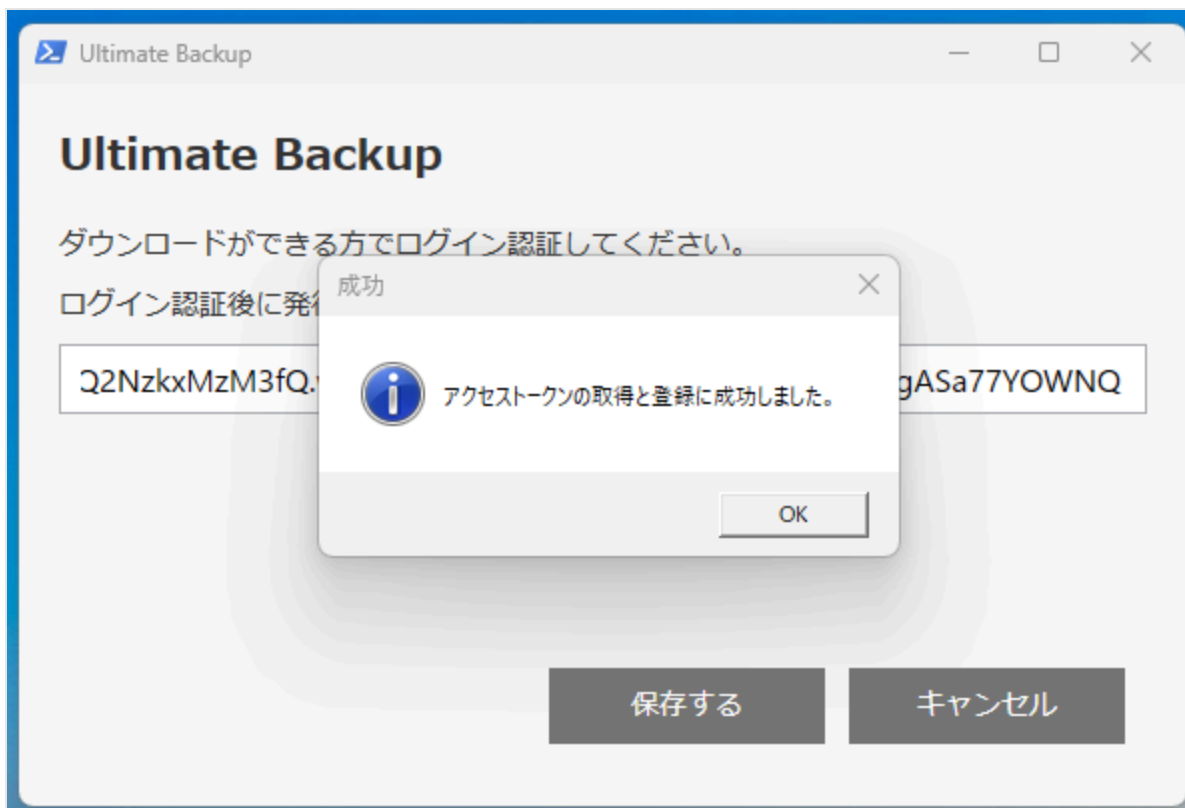 Ultimate Backup
Ultimate Backup
ダウンロードができる方でログイン認証してください。
ログイン認証後に発
成功
Q2NzkxMzM3fQ.
gASa77YOWNQ
アクセストークンの取得と登録に成功しました。
OK
保存する
キャンセル